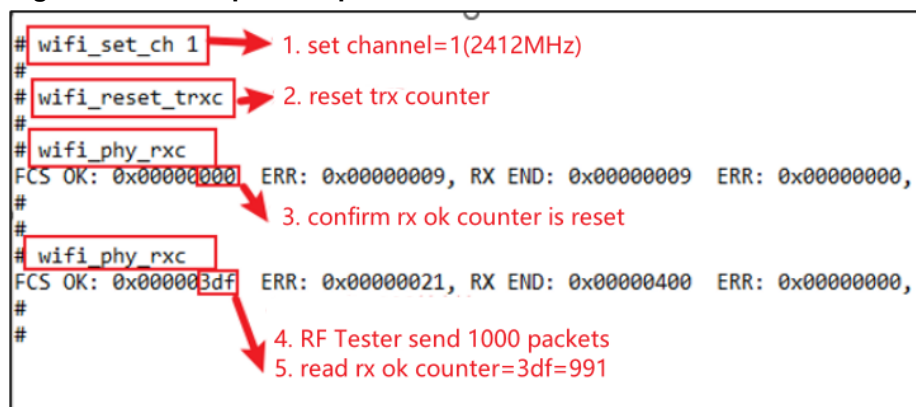 # wifi_set_ch 1
1. set channel=1(2412MHz)
#
# wifi_reset_trxc
2. reset trx counter
#
# wifi_phy_rxc
FCS OK: 0x00000000 ERR: 0x00000009, RX END: 0x00000009 ERR: 0x00000000,
#
3. confirm rx ok counter is reset
#
# wifi_phy_rxc
FCS OK: 0x000003df ERR: 0x00000021, RX END: 0x00000400 ERR: 0x00000000,
#
# 4. RF Tester send 1000 packets
5. read rx ok counter=3df=991